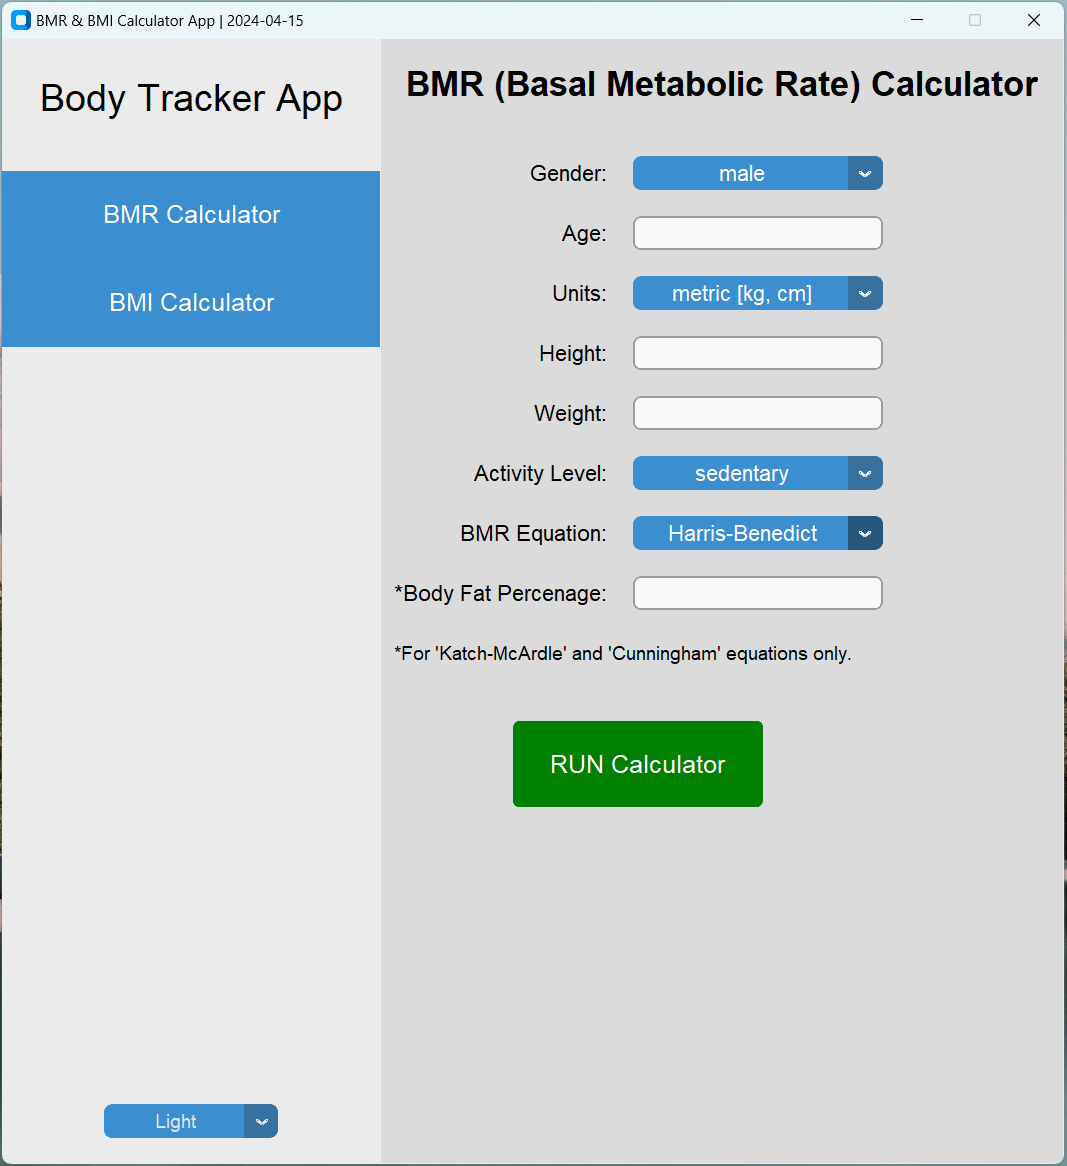 BMR & BMI Calculator App | 2024-04-15
Body Tracker App
BMR Calculator
BMI Calculator
Light
BMR (Basal Metabolic Rate) Calculator
Gender: male
Age:
Units: metric [kg, cm]
Height:
Weight:
Activity Level: sedentary
BMR Equation: Harris-Benedict
*Body Fat Percenage:
*For 'Katch-McArdle' and 'Cunningham' equations only.
RUN Calculator